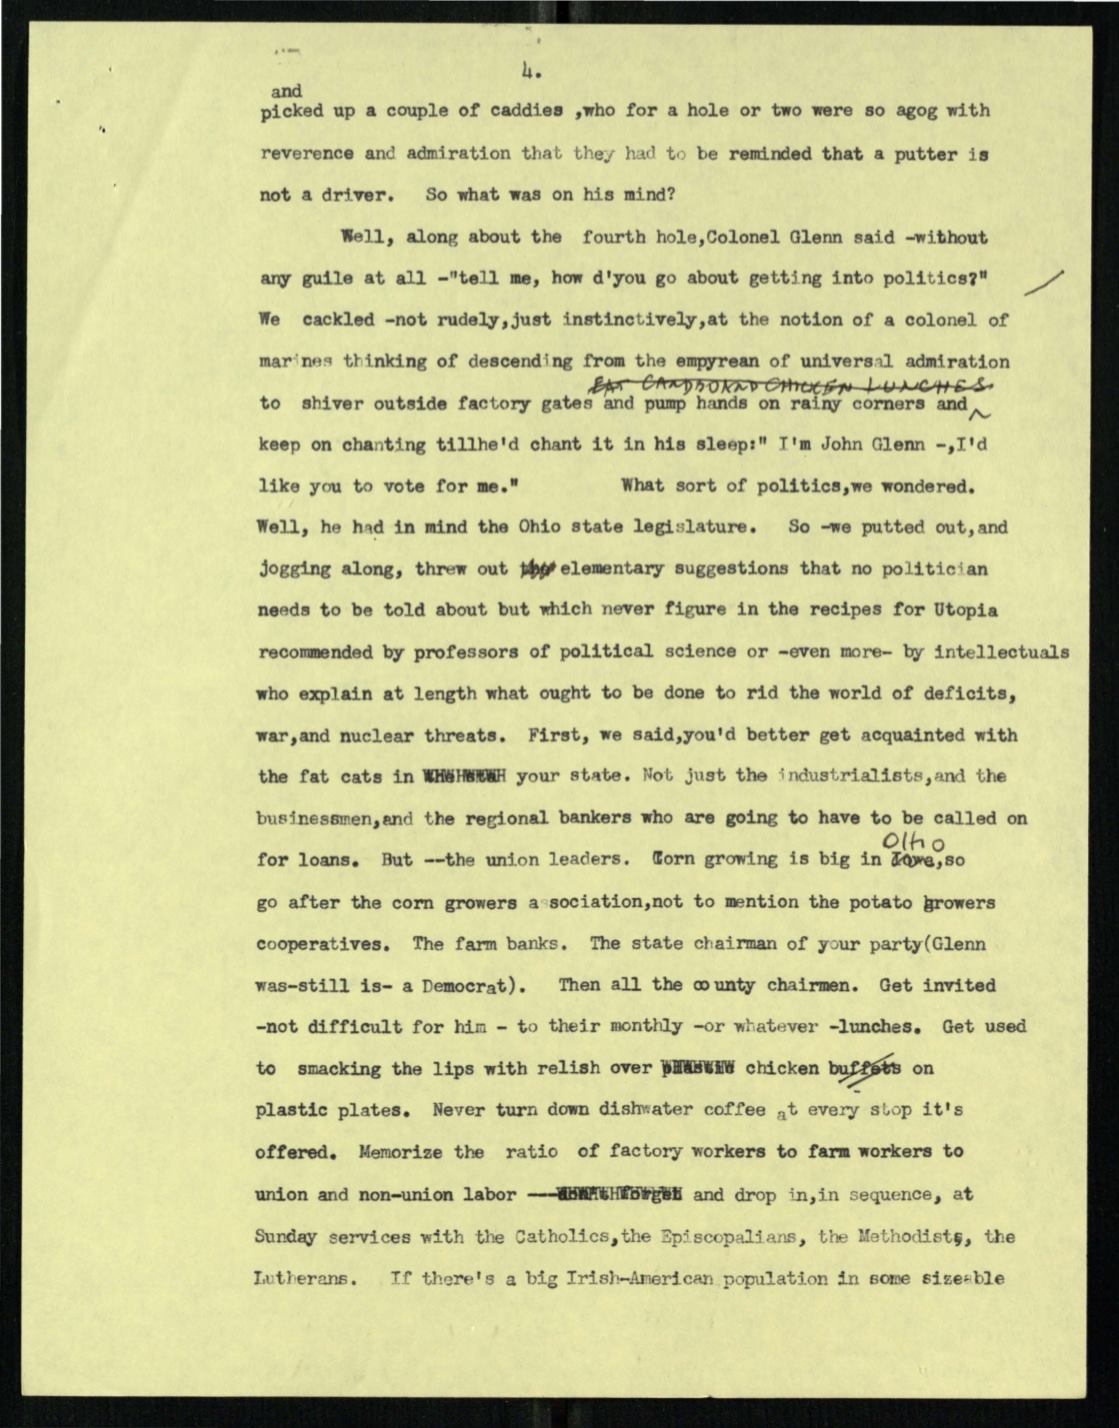 4.
and
picked up a couple of caddies ,who for a hole or two were so agog with
reverence and admiration that they had to be reminded that a putter is
not a driver. So what was on his mind?
Well, along about the fourth hole,Colonel Glenn said -without
any guile at all -"tell me, how d'you go about getting into politics?"
We cackled -not rudely,just instinctively,at the notion of a colonel of
marines thinking of descending from the empyrean of universal admiration
EAT CARDBOARD CHICKEN LUNCHES
to shiver outside factory gates and pump hands on rainy corners and
keep on chanting tillhe'd chant it in his sleep:" I'm John Glenn -,I'd
like you to vote for me." What sort of politics,we wondered.
Well, he had in mind the Ohio state legislature. So -we putted out,and
jogging along, threw out elementary suggestions that no politician
needs to be told about but which never figure in the recipes for Utopia
recommended by professors of political science or -even more- by intellectuals
who explain at length what ought to be done to rid the world of deficits,
war,and nuclear threats. First, we said,you'd better get acquainted with
the fat cats in your state. Not just the industrialists,and the
businessmen,and the regional bankers who are going to have to be called on
OHIO
for loans. But --the union leaders. Corn growing is big in Iowa,so
go after the corn growers association,not to mention the potato growers
cooperatives. The farm banks. The state chairman of your party(Glenn
was-still is- a Democrat). Then all the county chairmen. Get invited
-not difficult for him - to their monthly -or whatever -lunches. Get used
to smacking the lips with relish over chicken buffets on
plastic plates. Never turn down dishwater coffee at every stop it's
offered. Memorize the ratio of factory workers to farm workers to
union and non-union labor --- and drop in,in sequence, at
Sunday services with the Catholics,the Episcopalians, the Methodists, the
Lutherans. If there's a big Irish-American population in some sizeable